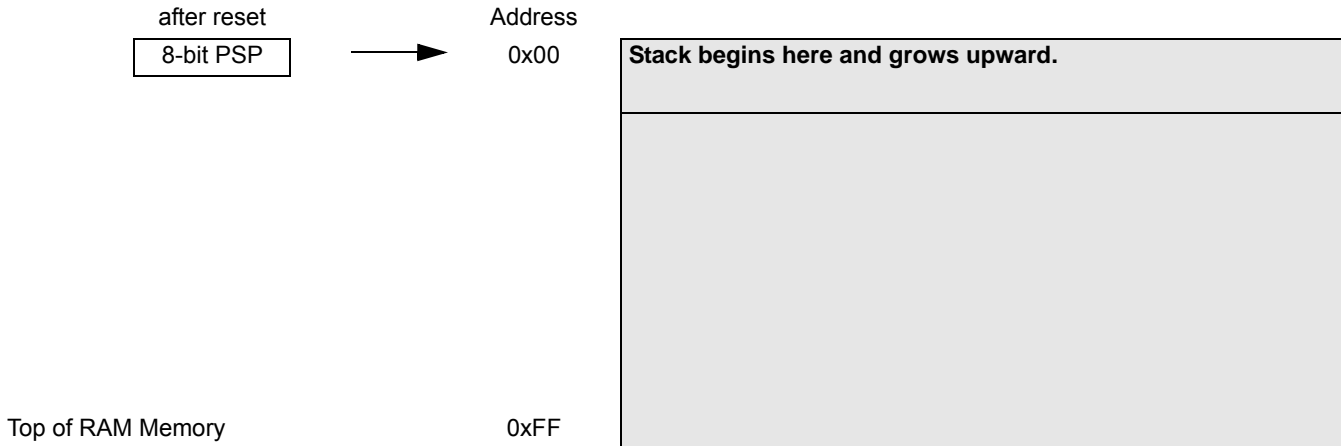 after reset Address
8-bit PSP 0x00 Stack begins here and grows upward.
Top of RAM Memory 0xFF